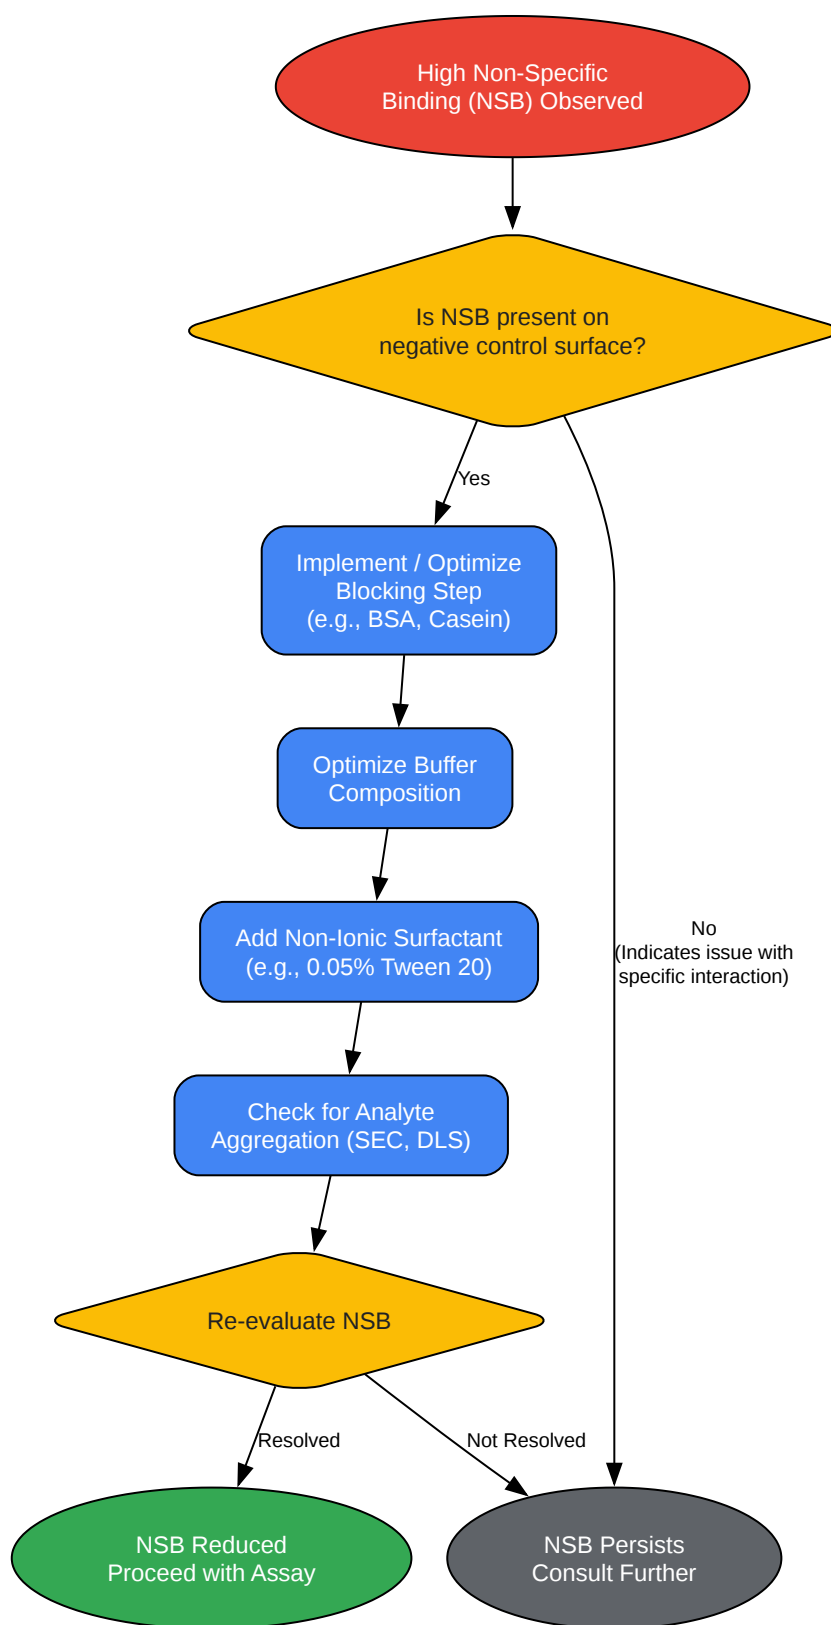 High Non-Specific
Binding (NSB) Observed
Is NSB present on
negative control surface?
Yes
Implement / Optimize
Blocking Step
(e.g., BSA, Casein)
Optimize Buffer
Composition
Add Non-Ionic Surfactant
(e.g., 0.05% Tween 20)
No
(Indicates issue with
specific interaction)
Check for Analyte
Aggregation (SEC, DLS)
Re-evaluate NSB
Resolved
Not Resolved
NSB Reduced
Proceed with Assay
NSB Persists
Consult Further